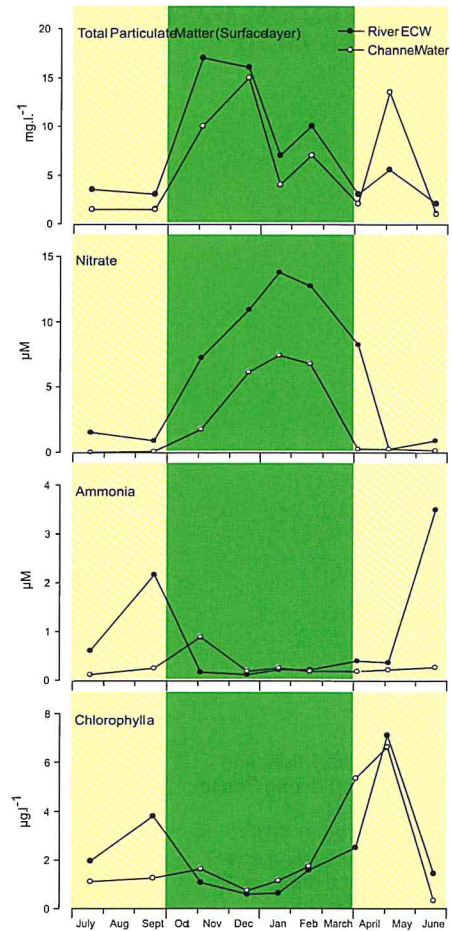 Total Particulate Matter (Surface layer)
River ECW
Channel Water
20
15
10
5
0
mg.l-1
Nitrate
15
10
5
0
µM
Ammonia
4
3
2
1
0
µM
Chlorophyll a
8
6
4
2
0
µg.l-1
July Aug Sept Oct Nov Dec Jan Feb March April May June